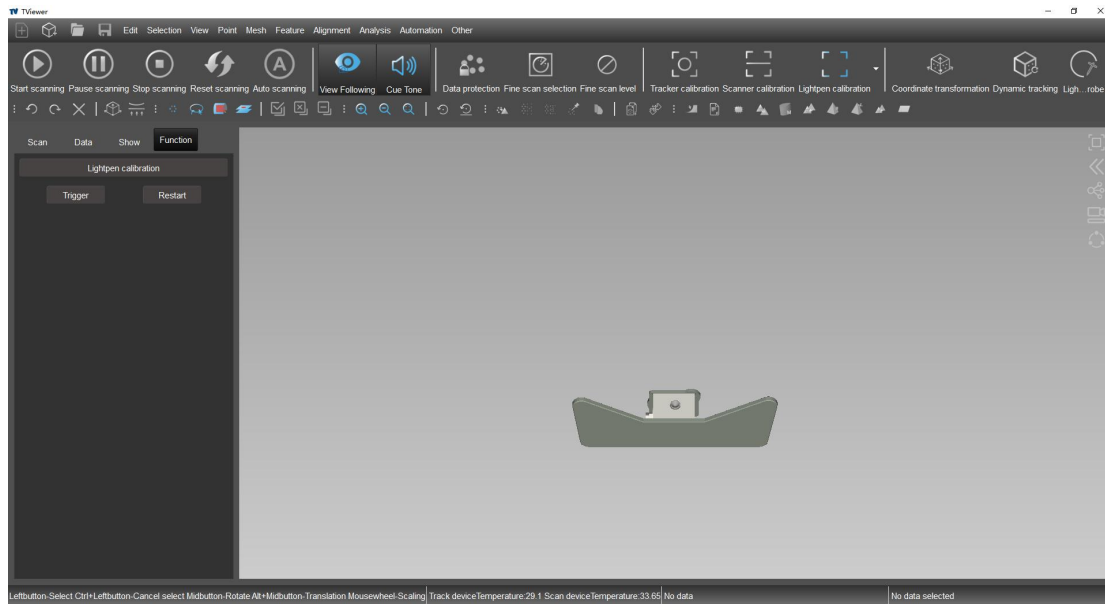 TViewer
Edit Selection View Point Mesh Feature Alignment Analysis Automation Other
Start scanning Pause scanning Stop scanning Reset scanning Auto scanning View Following Cue Tone Data protection Fine scan selection Fine scan level Tracker calibration Scanner calibration Lightpen calibration Coordinate transformation Dynamic tracking Ligh...robe
Scan Data Show Function
Lightpen calibration
Trigger Restart
Leftbutton-Select Ctrl+Leftbutton-Cancel select Midbutton-Rotate Alt+Midbutton-Translation Mousewheel-Scaling Track deviceTemperature:29.1 Scan deviceTemperature:33.65 No data No data selected